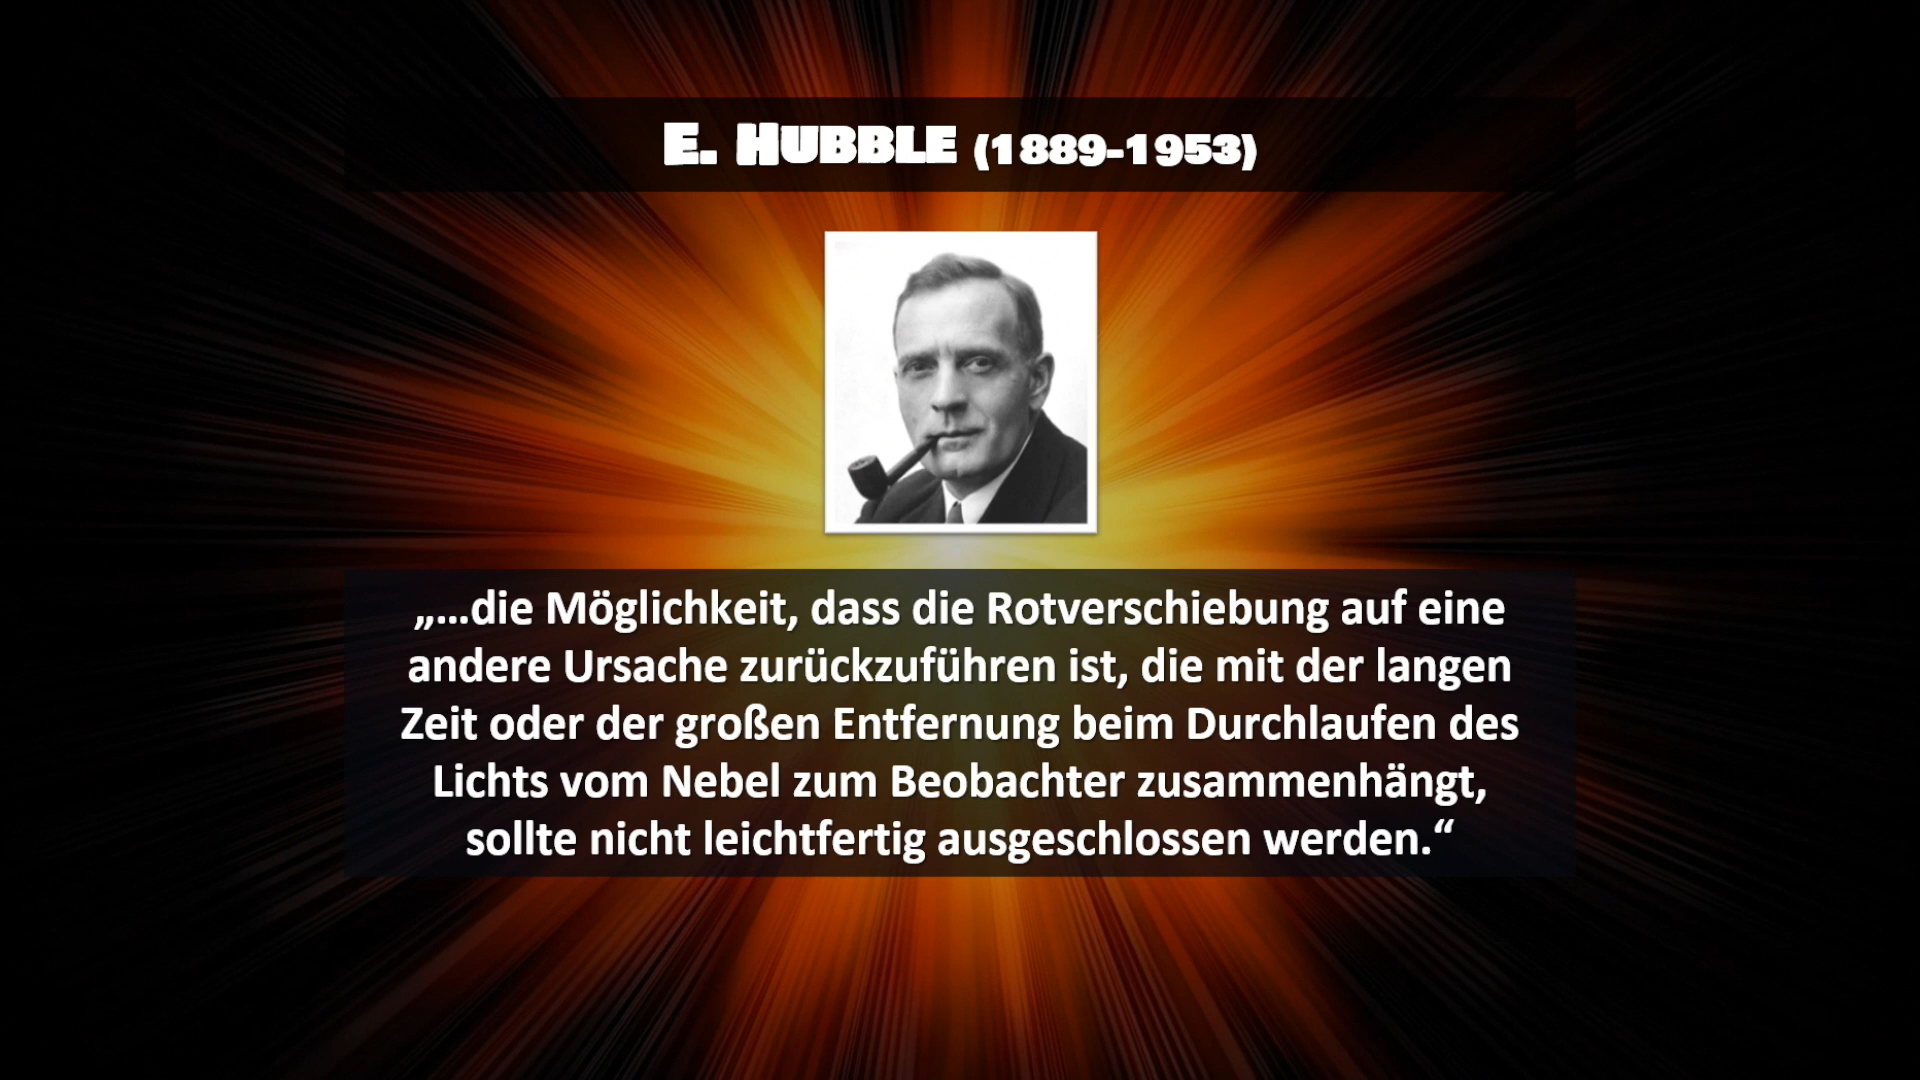 E. HUBBLE (1889-1953)
„…die Möglichkeit, dass die Rotverschiebung auf eine
andere Ursache zurückzuführen ist, die mit der langen
Zeit oder der großen Entfernung beim Durchlaufen des
Lichts vom Nebel zum Beobachter zusammenhängt,
sollte nicht leichtfertig ausgeschlossen werden.“